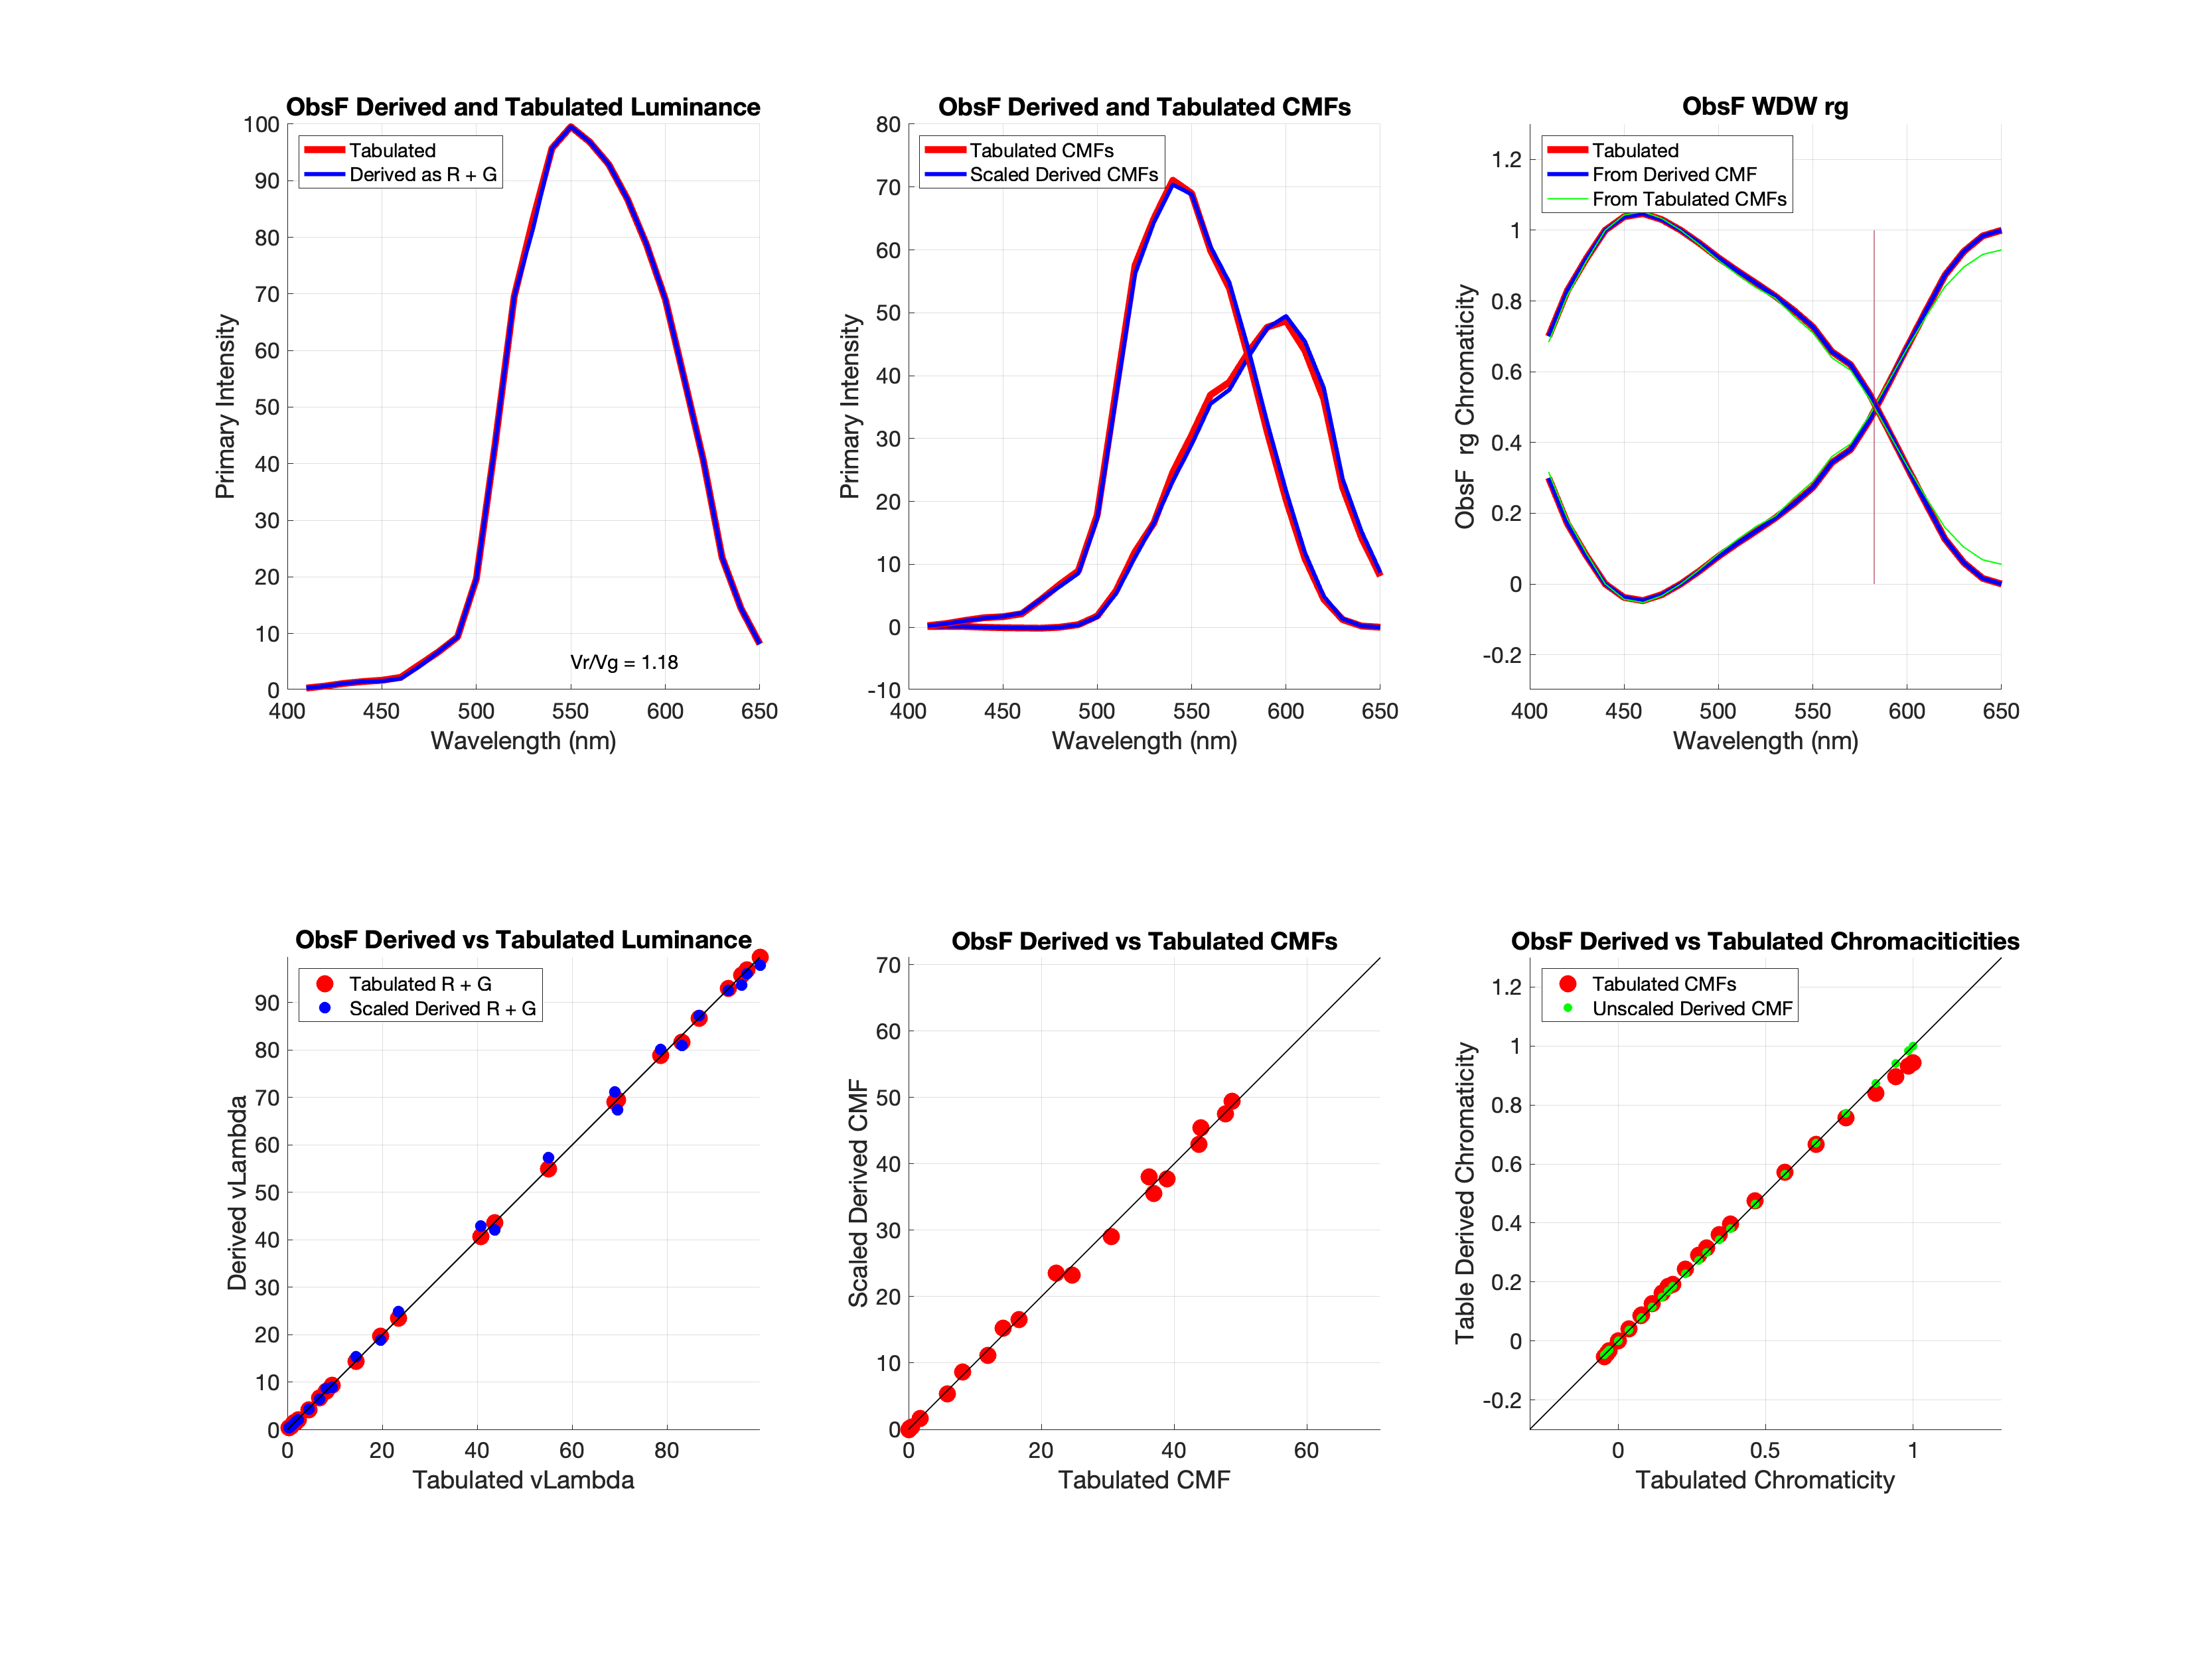 ObsF Derived and Tabulated Luminance
100
90
80
70
60
50
40
30
20
10
0
Primary Intensity
Tabulated
Derived as R + G
Vr/Vg = 1.18
400 450 500 550 600 650
Wavelength (nm)
ObsF Derived and Tabulated CMFs
80
70
60
50
40
30
20
10
0
-10
Primary Intensity
Tabulated CMFs
Scaled Derived CMFs
400 450 500 550 600 650
Wavelength (nm)
ObsF WDW rg
1.2
1
0.8
0.6
0.4
0.2
0
-0.2
ObsF rg Chromaticity
Tabulated
From Derived CMF
From Tabulated CMFs
400 450 500 550 600 650
Wavelength (nm)
ObsF Derived vs Tabulated Luminance
90
80
70
60
50
40
30
20
10
0
Derived vLambda
Tabulated R + G
Scaled Derived R + G
0 20 40 60 80
Tabulated vLambda
ObsF Derived vs Tabulated CMFs
70
60
50
40
30
20
10
0
Scaled Derived CMF
0 20 40 60
Tabulated CMF
ObsF Derived vs Tabulated Chromaciticities
1.2
1
0.8
0.6
0.4
0.2
0
-0.2
Table Derived Chromaticity
Tabulated CMFs
Unscaled Derived CMF
0 0.5 1
Tabulated Chromaticity